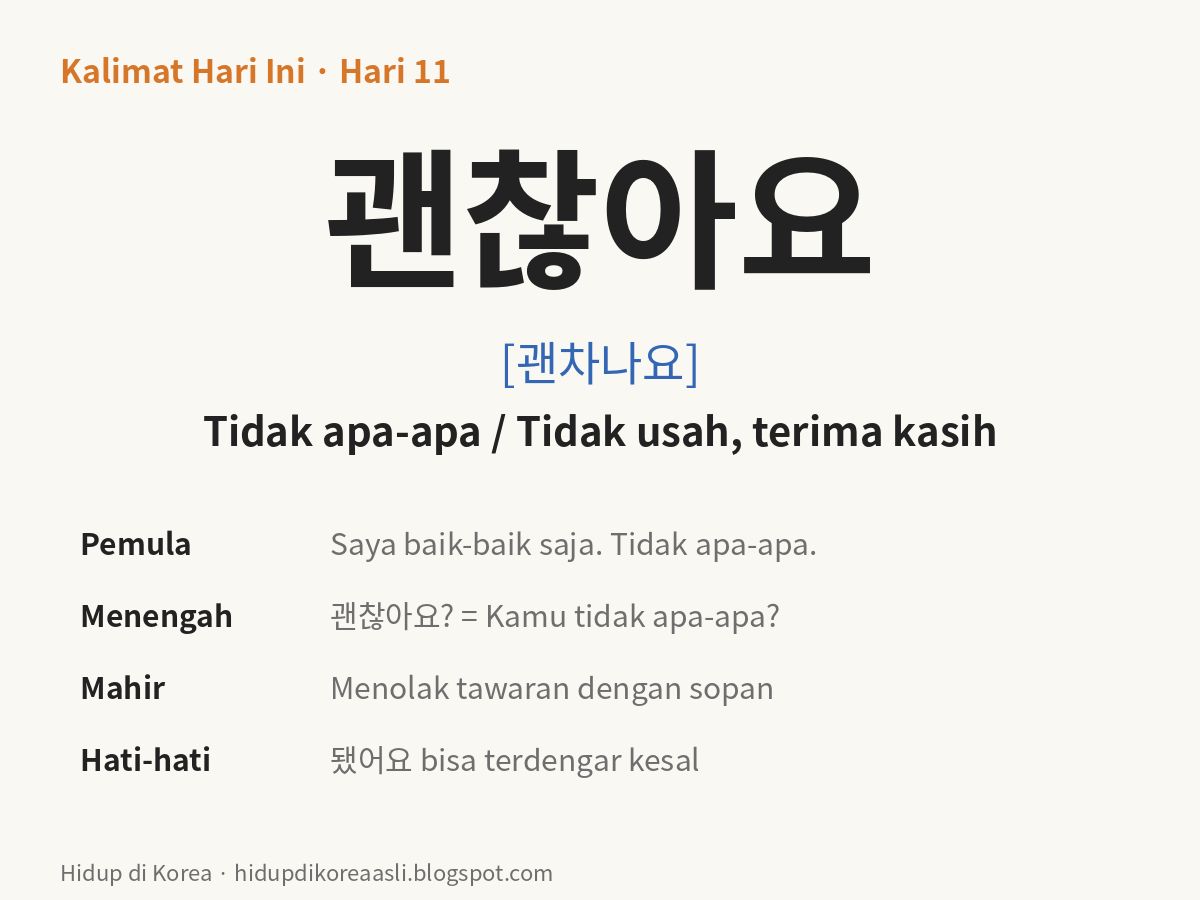 Kalimat Hari Ini · Hari 11
괜찮아요
[괜차나요]
Tidak apa-apa / Tidak usah, terima kasih
Pemula Saya baik-baik saja. Tidak apa-apa.
Menengah 괜찮아요? = Kamu tidak apa-apa?
Mahir Menolak tawaran dengan sopan
Hati-hati 됐어요 bisa terdengar kesal
Hidup di Korea · hidupdikoreaasli.blogspot.com